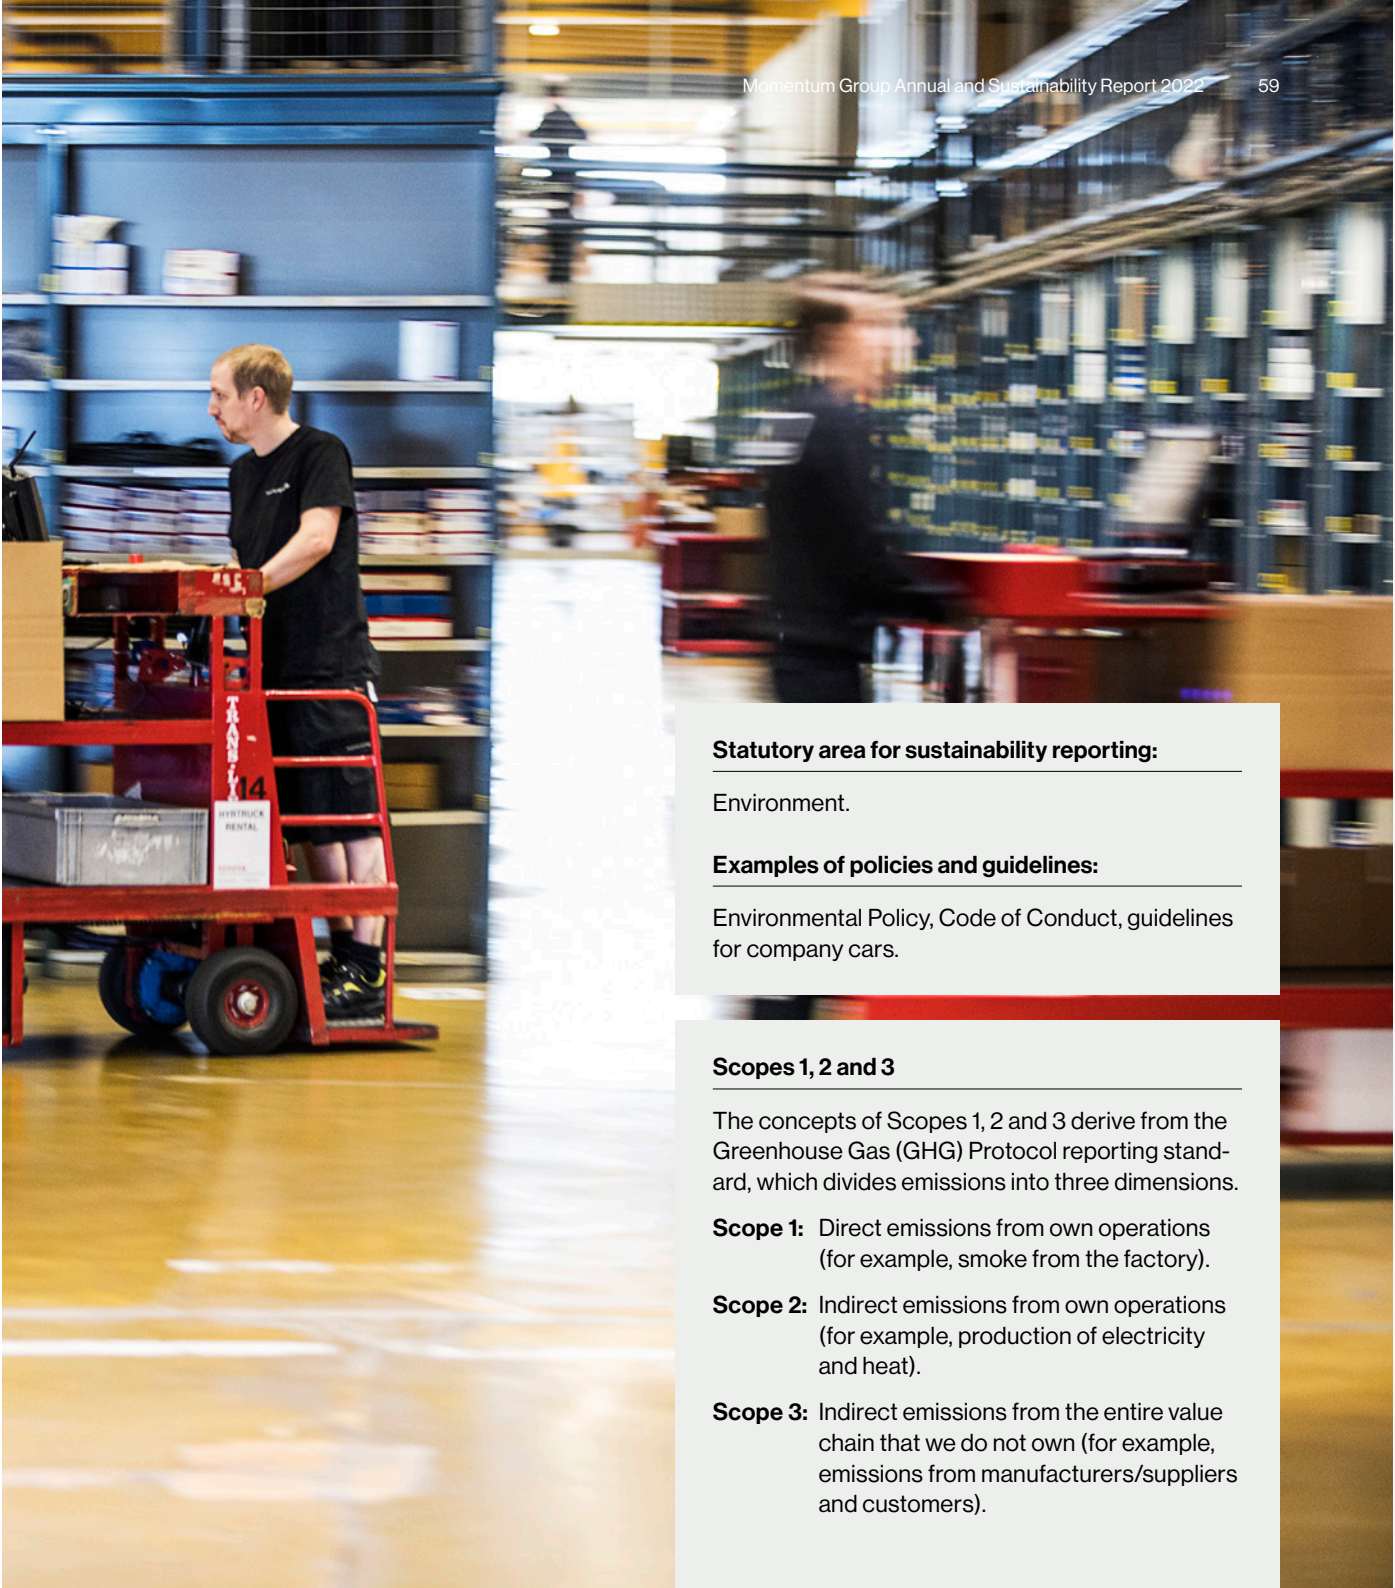 Momentum Group Annual and Sustainability Report 2022 59
TRANS-LI
14
HYRTRUCK
RENTAL
Statutory area for sustainability reporting:
Environment.
Examples of policies and guidelines:
Environmental Policy, Code of Conduct, guidelines
for company cars.
Scopes 1, 2 and 3
The concepts of Scopes 1, 2 and 3 derive from the
Greenhouse Gas (GHG) Protocol reporting stand-
ard, which divides emissions into three dimensions.
Scope 1: Direct emissions from own operations
(for example, smoke from the factory).
Scope 2: Indirect emissions from own operations
(for example, production of electricity
and heat).
Scope 3: Indirect emissions from the entire value
chain that we do not own (for example,
emissions from manufacturers/suppliers
and customers).